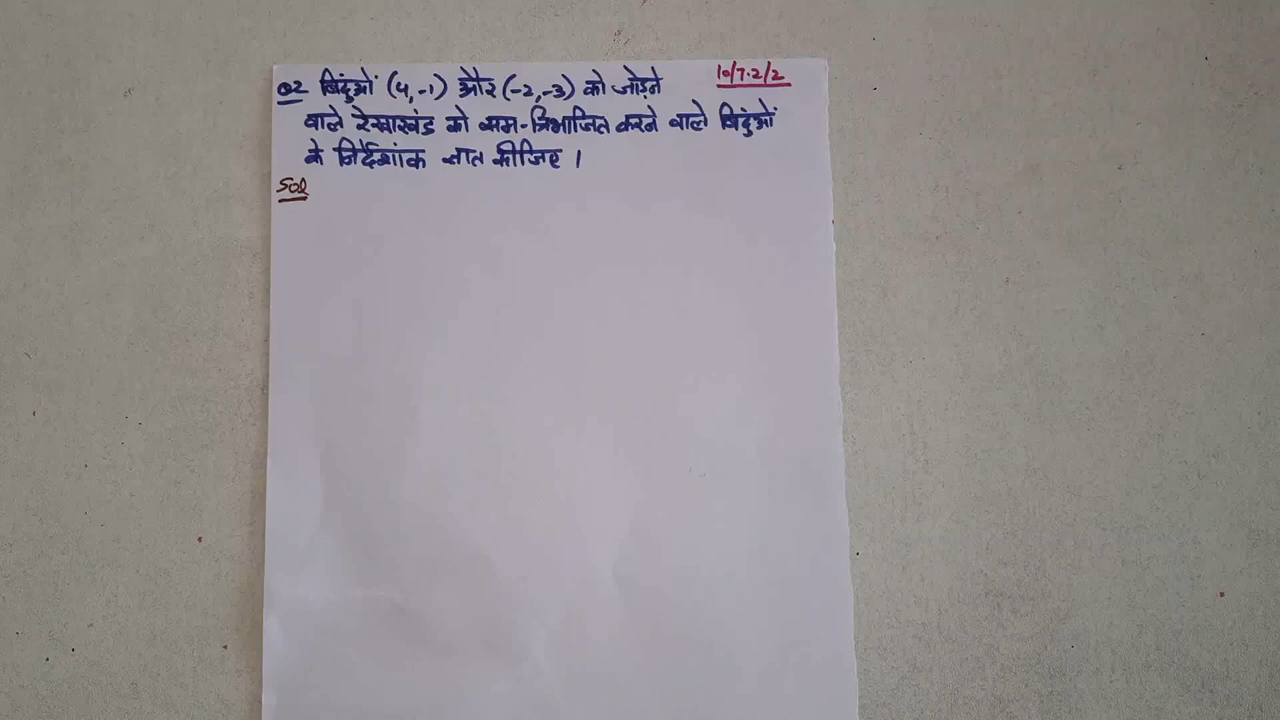 Q2 बिंदुओं (4,-1) और (-2,-3) को जोड़ने
10/7.2/2
वाले रेखाखंड को सम-त्रिभाजित करने वाले बिंदुओं
के निर्देशांक ज्ञात कीजिए ।
Sol